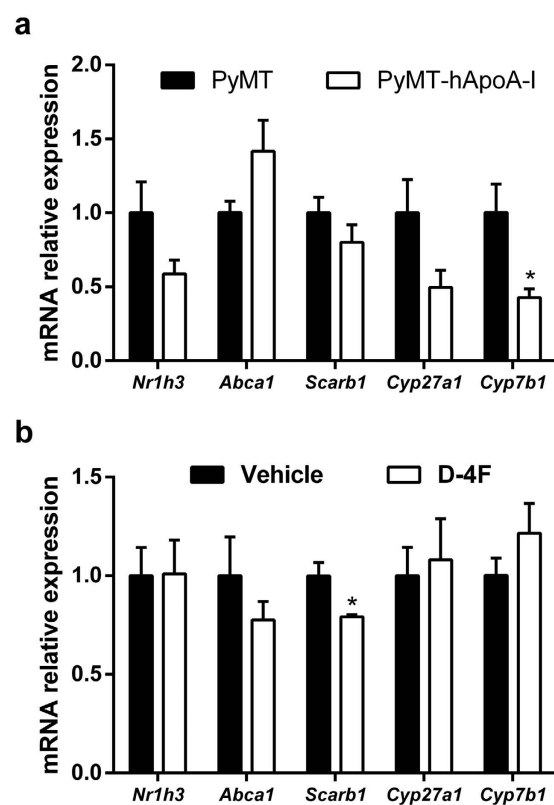 a
mRNA relative expression
2.0
1.5
1.0
0.5
0.0
PyMT PyMT-hApoA-I
*
Nr1h3 Abca1 Scarb1 Cyp27a1 Cyp7b1
b
mRNA relative expression
1.5
1.0
0.5
0.0
Vehicle D-4F
*
Nr1h3 Abca1 Scarb1 Cyp27a1 Cyp7b1